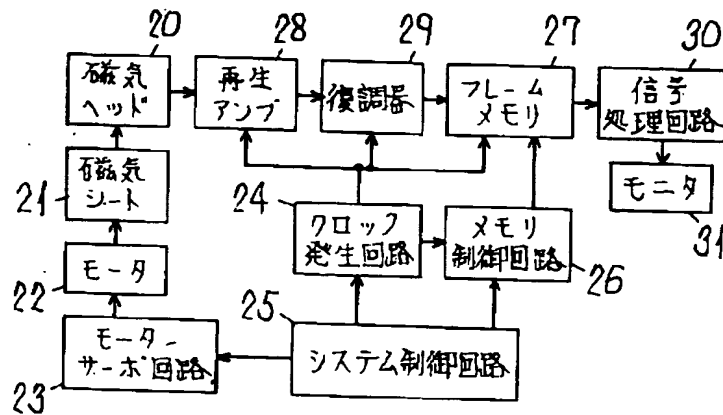 20
28
29
27
30
磁気
ヘッド
再生
アンプ
復調器
フレーム
メモリ
信号
処理回路
21
磁気
シート
24
クロック
発生回路
メモリ
制御回路
26
モニタ
31
22
モータ
25
システム制御回路
23
モーター
サーボ回路